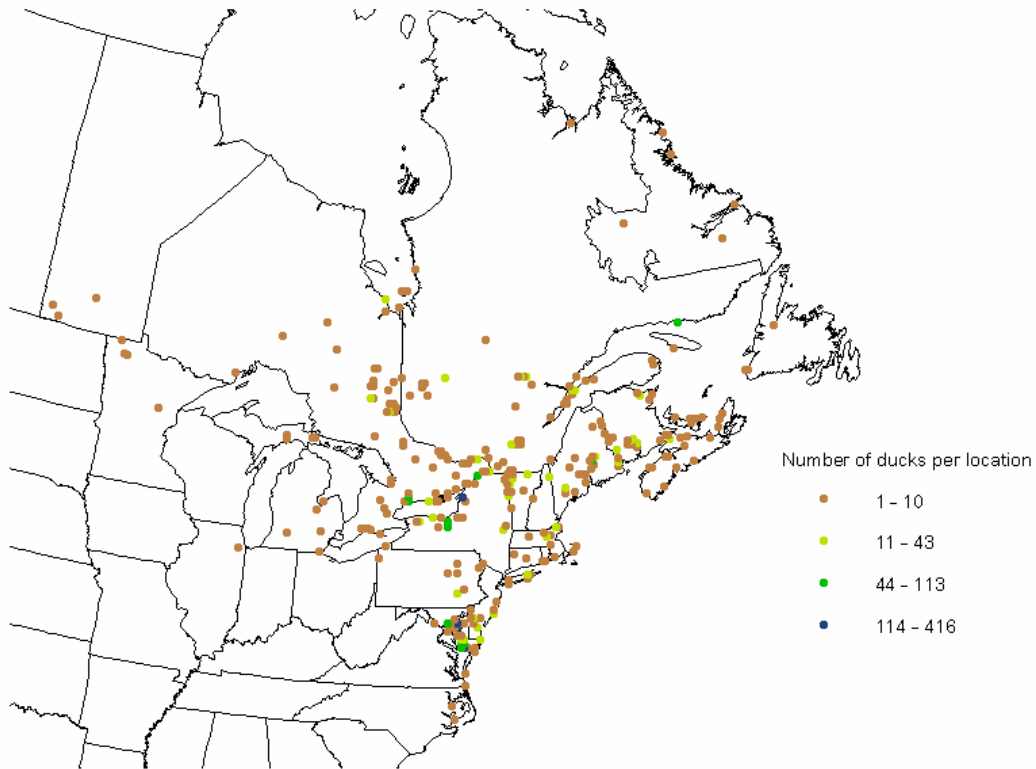 Number of ducks per location
1 – 10
11 – 43
44 – 113
114 – 416